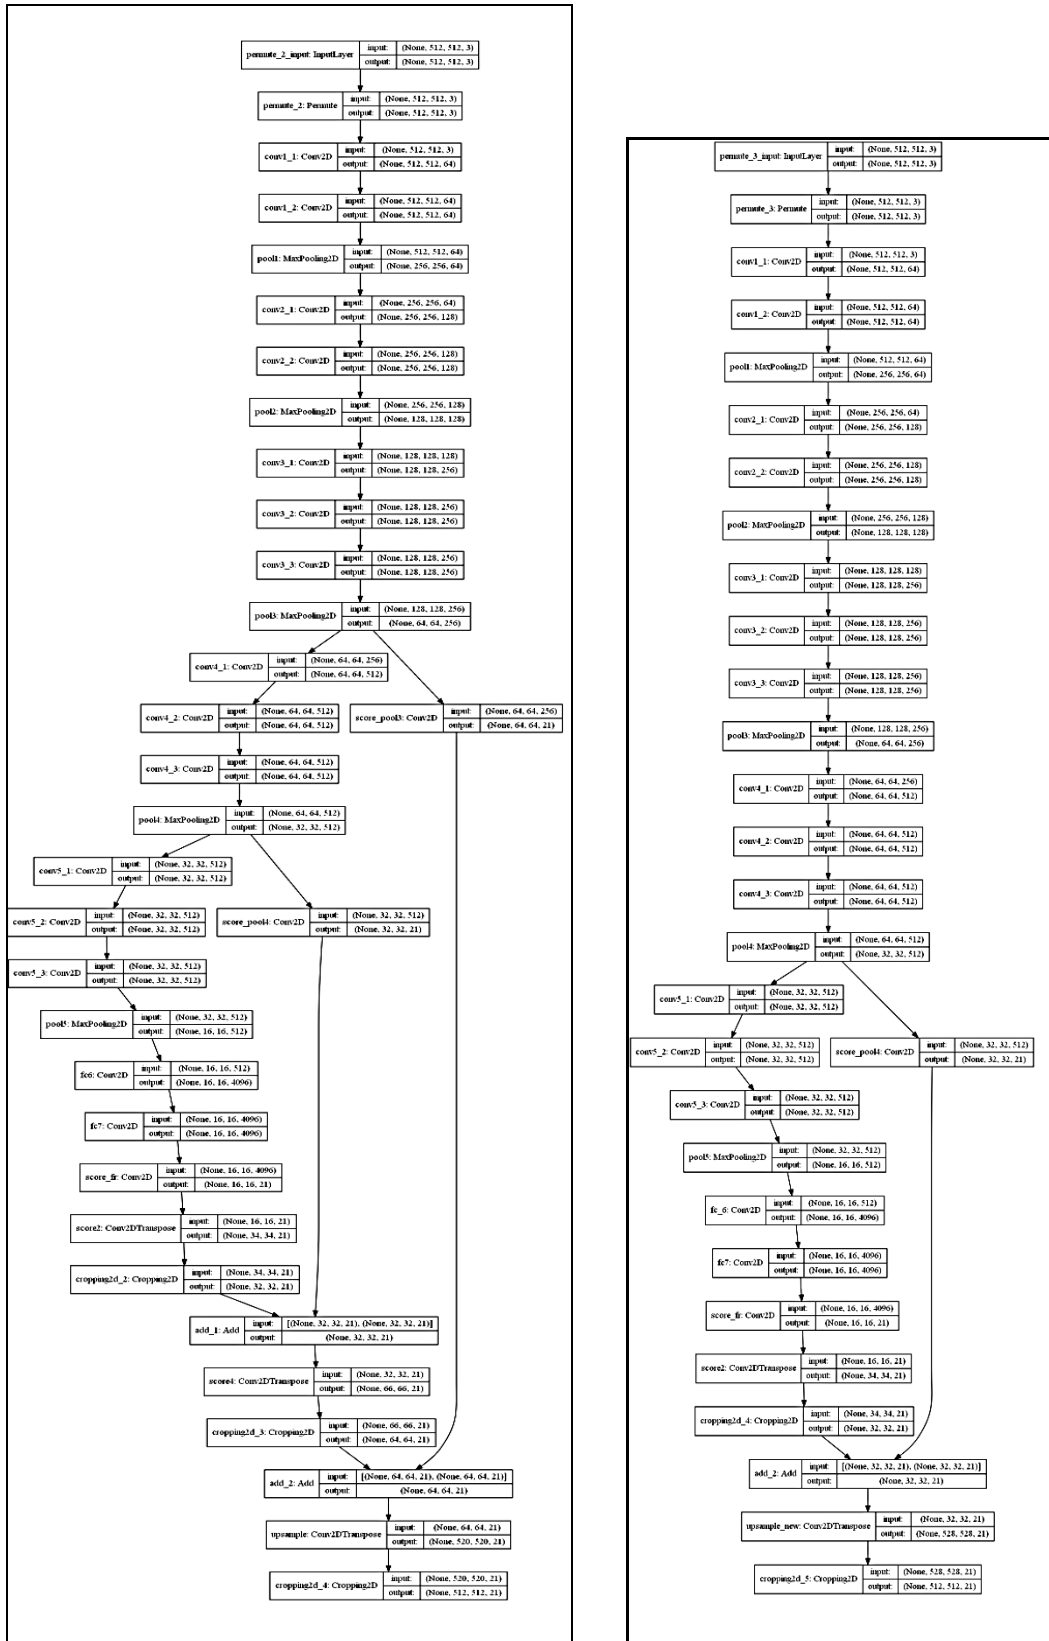 permute_2_input: InputLayer input: (None, 512, 512, 3)
output: (None, 512, 512, 3)
permute_2: Permute input: (None, 512, 512, 3)
output: (None, 512, 512, 3)
conv1_1: Conv2D input: (None, 512, 512, 3)
output: (None, 512, 512, 64)
conv1_2: Conv2D input: (None, 512, 512, 64)
output: (None, 512, 512, 64)
pool1: MaxPooling2D input: (None, 512, 512, 64)
output: (None, 256, 256, 64)
conv2_1: Conv2D input: (None, 256, 256, 64)
output: (None, 256, 256, 128)
conv2_2: Conv2D input: (None, 256, 256, 128)
output: (None, 256, 256, 128)
pool2: MaxPooling2D input: (None, 256, 256, 128)
output: (None, 128, 128, 128)
conv3_1: Conv2D input: (None, 128, 128, 128)
output: (None, 128, 128, 256)
conv3_2: Conv2D input: (None, 128, 128, 256)
output: (None, 128, 128, 256)
conv3_3: Conv2D input: (None, 128, 128, 256)
output: (None, 128, 128, 256)
pool3: MaxPooling2D input: (None, 128, 128, 256)
output: (None, 64, 64, 256)
conv4_1: Conv2D input: (None, 64, 64, 256)
output: (None, 64, 64, 512)
conv4_2: Conv2D input: (None, 64, 64, 512)
output: (None, 64, 64, 512)
score_pool3: Conv2D input: (None, 64, 64, 256)
output: (None, 64, 64, 21)
conv4_3: Conv2D input: (None, 64, 64, 512)
output: (None, 64, 64, 512)
pool4: MaxPooling2D input: (None, 64, 64, 512)
output: (None, 32, 32, 512)
conv5_1: Conv2D input: (None, 32, 32, 512)
output: (None, 32, 32, 512)
conv5_2: Conv2D input: (None, 32, 32, 512)
output: (None, 32, 32, 512)
score_pool4: Conv2D input: (None, 32, 32, 512)
output: (None, 32, 32, 21)
conv5_3: Conv2D input: (None, 32, 32, 512)
output: (None, 32, 32, 512)
pool5: MaxPooling2D input: (None, 32, 32, 512)
output: (None, 16, 16, 512)
fc6: Conv2D input: (None, 16, 16, 512)
output: (None, 16, 16, 4096)
fc7: Conv2D input: (None, 16, 16, 4096)
output: (None, 16, 16, 4096)
score_fr: Conv2D input: (None, 16, 16, 4096)
output: (None, 16, 16, 21)
score2: Conv2DTranspose input: (None, 16, 16, 21)
output: (None, 34, 34, 21)
cropping2d_2: Cropping2D input: (None, 34, 34, 21)
output: (None, 32, 32, 21)
add_1: Add input: [(None, 32, 32, 21), (None, 32, 32, 21)]
output: (None, 32, 32, 21)
score4: Conv2DTranspose input: (None, 32, 32, 21)
output: (None, 66, 66, 21)
cropping2d_3: Cropping2D input: (None, 66, 66, 21)
output: (None, 64, 64, 21)
add_2: Add input: [(None, 64, 64, 21), (None, 64, 64, 21)]
output: (None, 64, 64, 21)
upsample: Conv2DTranspose input: (None, 64, 64, 21)
output: (None, 520, 520, 21)
cropping2d_4: Cropping2D input: (None, 520, 520, 21)
output: (None, 512, 512, 21)
permute_3_input: InputLayer input: (None, 512, 512, 3)
output: (None, 512, 512, 3)
permute_3: Permute input: (None, 512, 512, 3)
output: (None, 512, 512, 3)
conv1_1: Conv2D input: (None, 512, 512, 3)
output: (None, 512, 512, 64)
conv1_2: Conv2D input: (None, 512, 512, 64)
output: (None, 512, 512, 64)
pool1: MaxPooling2D input: (None, 512, 512, 64)
output: (None, 256, 256, 64)
conv2_1: Conv2D input: (None, 256, 256, 64)
output: (None, 256, 256, 128)
conv2_2: Conv2D input: (None, 256, 256, 128)
output: (None, 256, 256, 128)
pool2: MaxPooling2D input: (None, 256, 256, 128)
output: (None, 128, 128, 128)
conv3_1: Conv2D input: (None, 128, 128, 128)
output: (None, 128, 128, 256)
conv3_2: Conv2D input: (None, 128, 128, 256)
output: (None, 128, 128, 256)
conv3_3: Conv2D input: (None, 128, 128, 256)
output: (None, 128, 128, 256)
pool3: MaxPooling2D input: (None, 128, 128, 256)
output: (None, 64, 64, 256)
conv4_1: Conv2D input: (None, 64, 64, 256)
output: (None, 64, 64, 512)
conv4_2: Conv2D input: (None, 64, 64, 512)
output: (None, 64, 64, 512)
conv4_3: Conv2D input: (None, 64, 64, 512)
output: (None, 64, 64, 512)
pool4: MaxPooling2D input: (None, 64, 64, 512)
output: (None, 32, 32, 512)
conv5_1: Conv2D input: (None, 32, 32, 512)
output: (None, 32, 32, 512)
conv5_2: Conv2D input: (None, 32, 32, 512)
output: (None, 32, 32, 512)
score_pool4: Conv2D input: (None, 32, 32, 512)
output: (None, 32, 32, 21)
conv5_3: Conv2D input: (None, 32, 32, 512)
output: (None, 32, 32, 512)
pool5: MaxPooling2D input: (None, 32, 32, 512)
output: (None, 16, 16, 512)
fc_6: Conv2D input: (None, 16, 16, 512)
output: (None, 16, 16, 4096)
fc7: Conv2D input: (None, 16, 16, 4096)
output: (None, 16, 16, 4096)
score_fr: Conv2D input: (None, 16, 16, 4096)
output: (None, 16, 16, 21)
score2: Conv2DTranspose input: (None, 16, 16, 21)
output: (None, 34, 34, 21)
cropping2d_4: Cropping2D input: (None, 34, 34, 21)
output: (None, 32, 32, 21)
add_2: Add input: [(None, 32, 32, 21), (None, 32, 32, 21)]
output: (None, 32, 32, 21)
upsample_new: Conv2DTranspose input: (None, 32, 32, 21)
output: (None, 528, 528, 21)
cropping2d_5: Cropping2D input: (None, 528, 528, 21)
output: (None, 512, 512, 21)